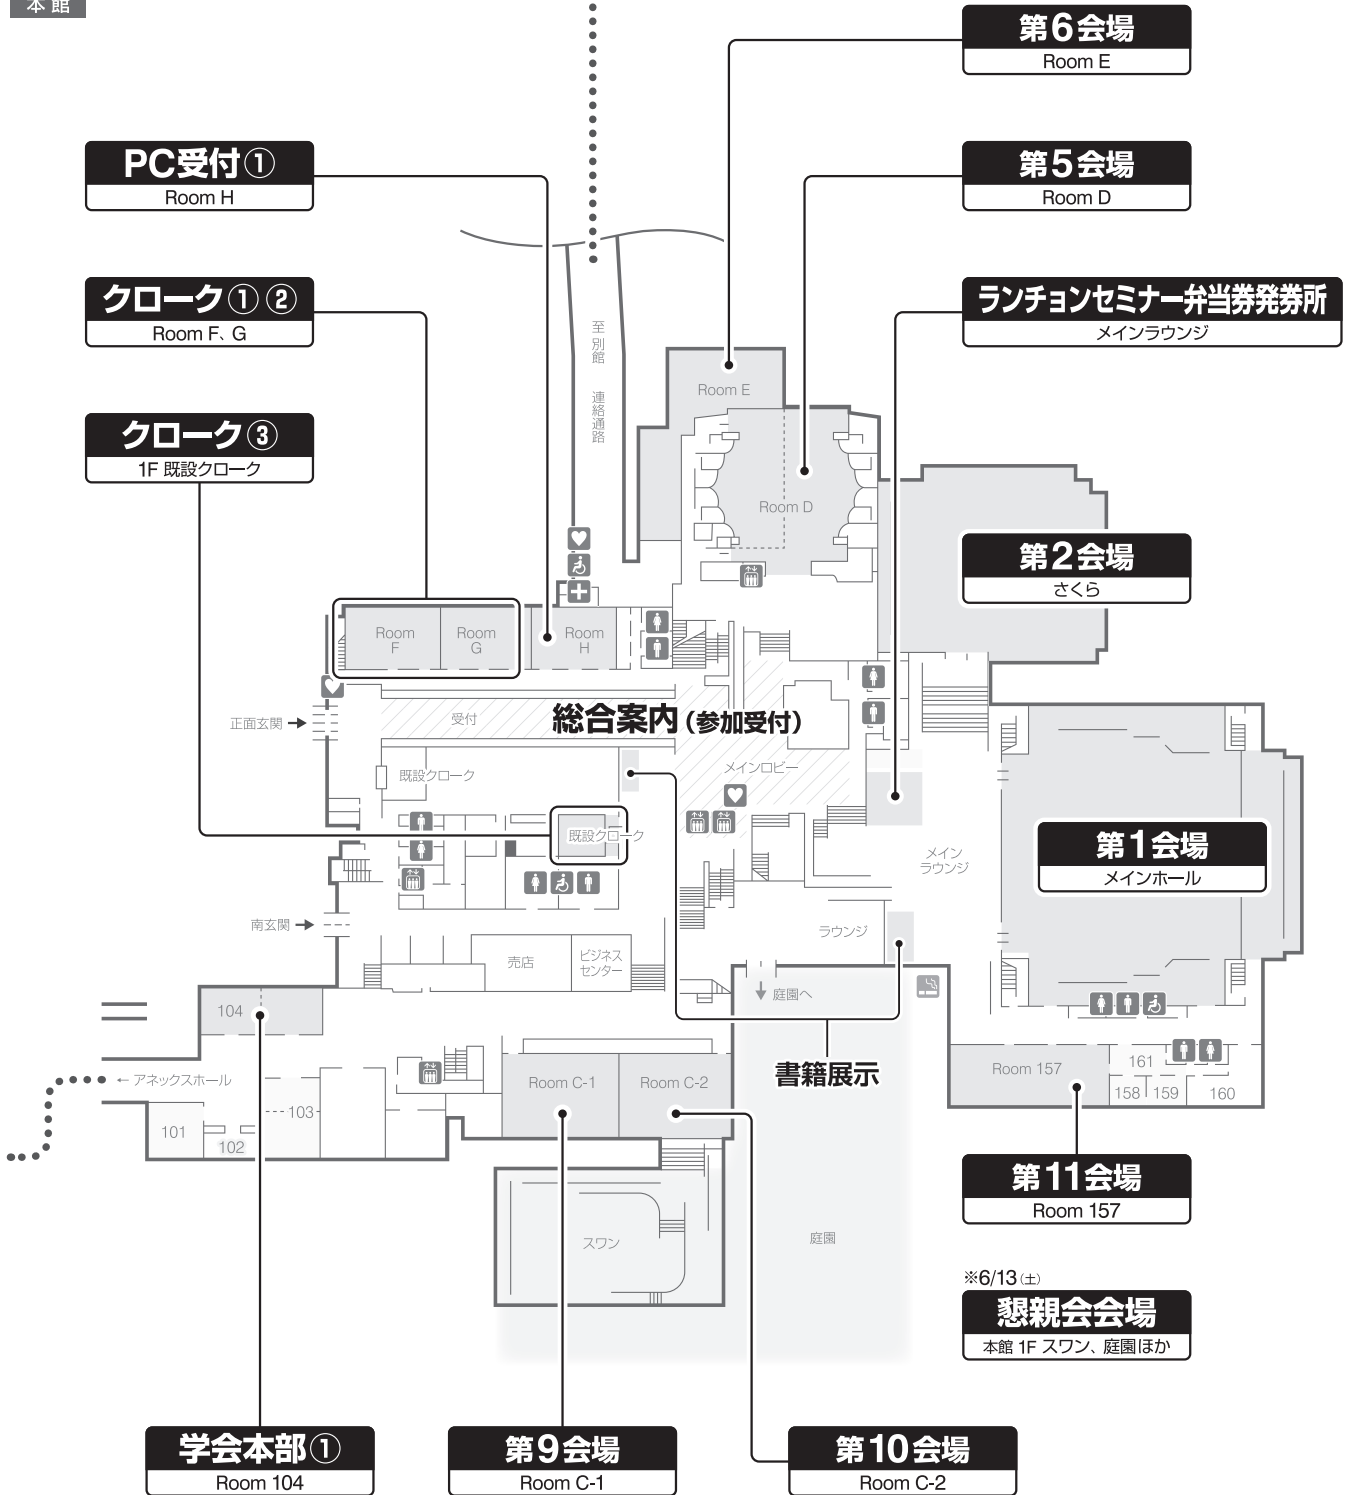 本館
第6会場
Room E
PC受付①
Room H
第5会場
Room D
クローク①②
Room F、G
ランチョンセミナー弁当券発券所
メインラウンジ
至 別館 連絡通路
Room E
クローク③
1F 既設クローク
Room D
第2会場
さくら
Room
F
Room
G
Room
H
正面玄関
受付
総合案内（参加受付）
既設クローク
メインロビー
既設クローク
メイン
ラウンジ
第1会場
メインホール
南玄関
ラウンジ
売店
ビジネス
センター
庭園へ
104
書籍展示
← アネックスホール
Room C-1
Room C-2
Room 157
161
158
159
160
101
102
103
第11会場
Room 157
スワン
庭園
※6/13（土）
懇親会会場
本館 1F スワン、庭園ほか
学会本部①
Room 104
第9会場
Room C-1
第10会場
Room C-2